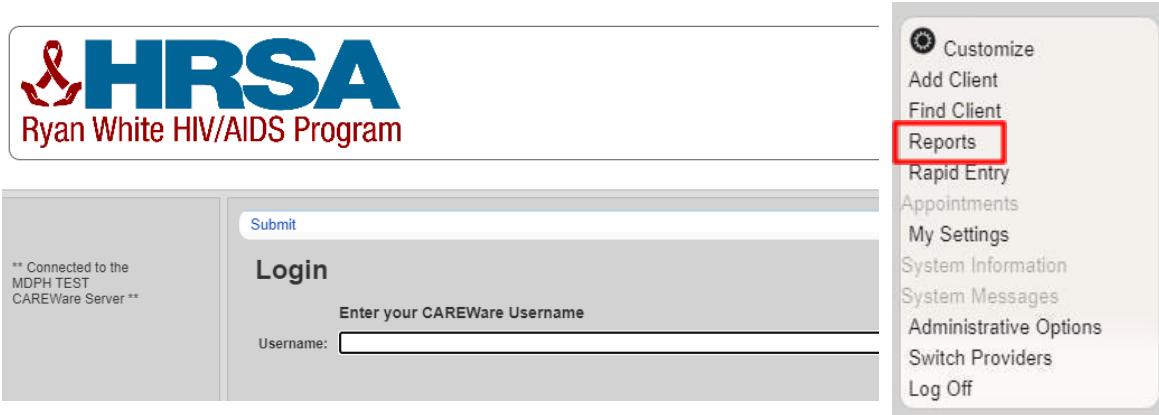 HRSA
Ryan White HIV/AIDS Program
Submit
Login
** Connected to the
MDPH TEST
CAREWare Server **
Enter your CAREWare Username
Username:
Customize
Add Client
Find Client
Reports
Rapid Entry
Appointments
My Settings
System Information
System Messages
Administrative Options
Switch Providers
Log Off